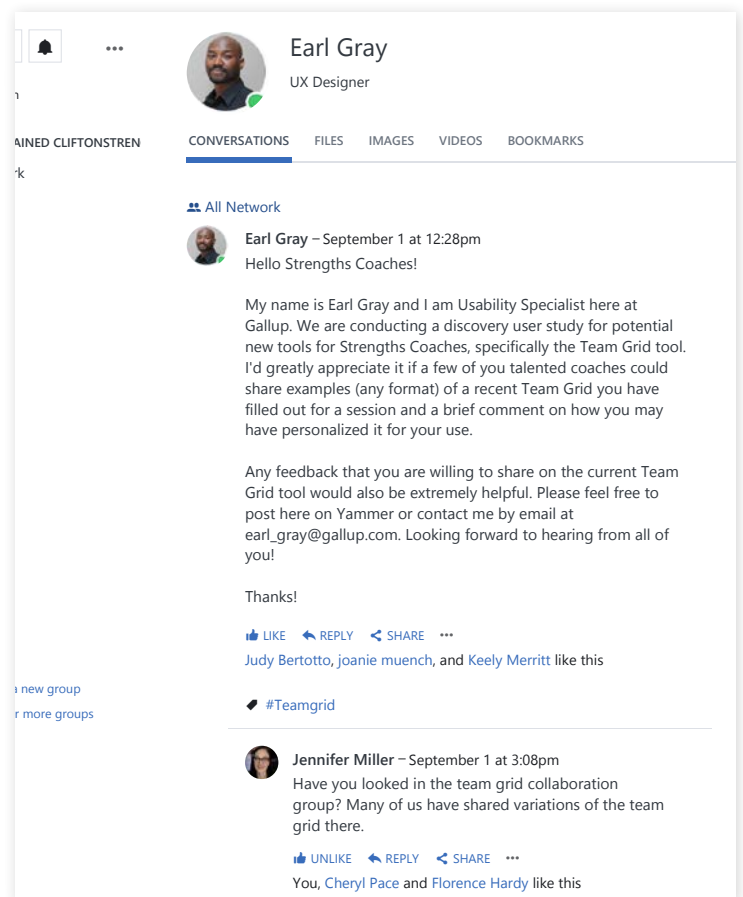 Earl Gray
UX Designer
n
AINED CLIFTONSTREN
rk
CONVERSATIONS FILES IMAGES VIDEOS BOOKMARKS
All Network
Earl Gray – September 1 at 12:28pm
Hello Strengths Coaches!
My name is Earl Gray and I am Usability Specialist here at
Gallup. We are conducting a discovery user study for potential
new tools for Strengths Coaches, specifically the Team Grid tool.
I'd greatly appreciate it if a few of you talented coaches could
share examples (any format) of a recent Team Grid you have
filled out for a session and a brief comment on how you may
have personalized it for your use.
Any feedback that you are willing to share on the current Team
Grid tool would also be extremely helpful. Please feel free to
post here on Yammer or contact me by email at
earl_gray@gallup.com. Looking forward to hearing from all of
you!
Thanks!
LIKE REPLY SHARE
Judy Bertotto, joanie muench, and Keely Merritt like this
a new group
r more groups
#Teamgrid
Jennifer Miller – September 1 at 3:08pm
Have you looked in the team grid collaboration
group? Many of us have shared variations of the team
grid there.
UNLIKE REPLY SHARE
You, Cheryl Pace and Florence Hardy like this